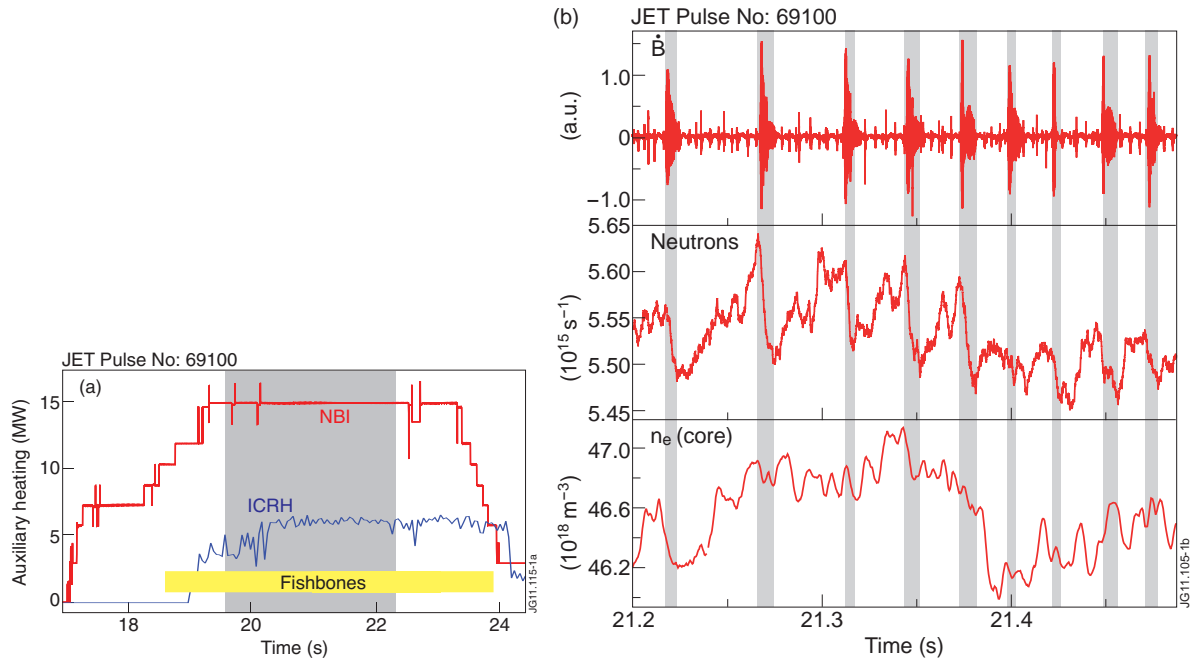 JET Pulse No: 69100
(a)
NBI
ICRH
Fishbones
15
10
5
0
Auxiliary heating (MW)
18 20 22 24
Time (s)
JG11.115-1a
(b)
JET Pulse No: 69100
Ḃ
1.0
0
−1.0
(a.u.)
5.65
Neutrons
5.60
5.55
5.50
5.45
(10¹⁵ s⁻¹)
nₑ (core)
47.0
46.6
46.2
(10¹⁸ m⁻³)
21.2 21.3 21.4
Time (s)
JG11.105-1b